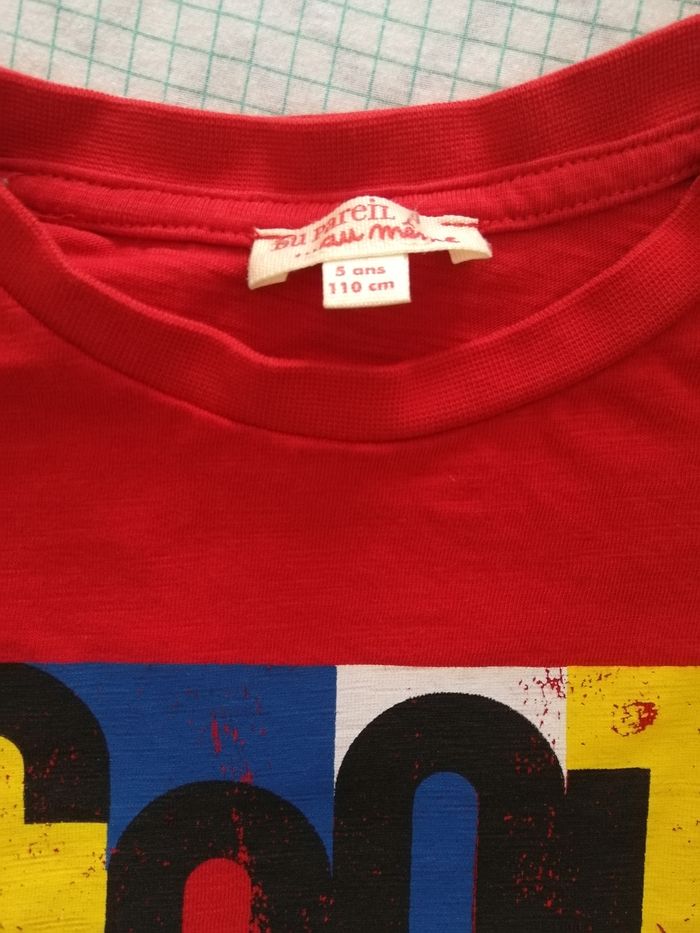 Du PareiL
...au même
5 ans
110 cm